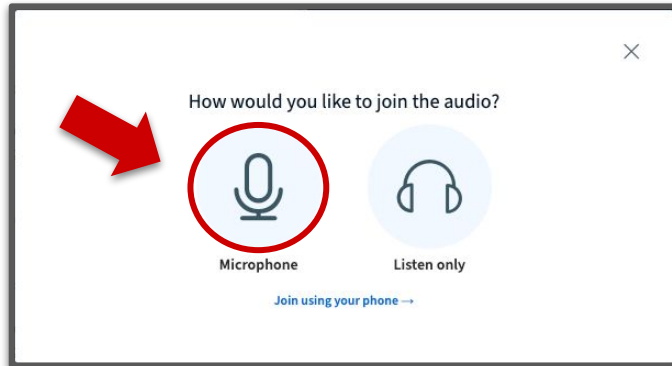 How would you like to join the audio?
Microphone
Listen only
Join using your phone →